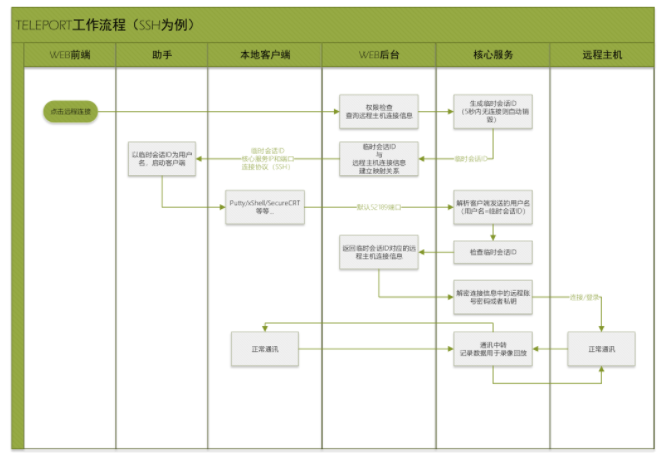 TELEPORT工作流程（SSH为例）
WEB前端
助手
本地客户端
WEB后台
核心服务
远程主机
点击远程连接
权限检查
查询远程主机连接信息
生成临时会话ID
（5秒内无连接则自动销
毁）
以临时会话ID为用户
名，启动客户端
临时会话ID
核心服务IP和端口
连接协议（SSH）
临时会话ID
与
远程主机连接信息
建立映射关系
临时会话ID
Putty/xShell/SecureCRT
等等...
默认52189端口
解析客户端发送的用户名
(用户名=临时会话ID)
返回临时会话ID对应的远
程主机连接信息
检查临时会话ID
解密连接信息中的远程账
号密码或者私钥
连接/登录
正常通讯
通讯中转
记录数据用于录像回放
正常通讯